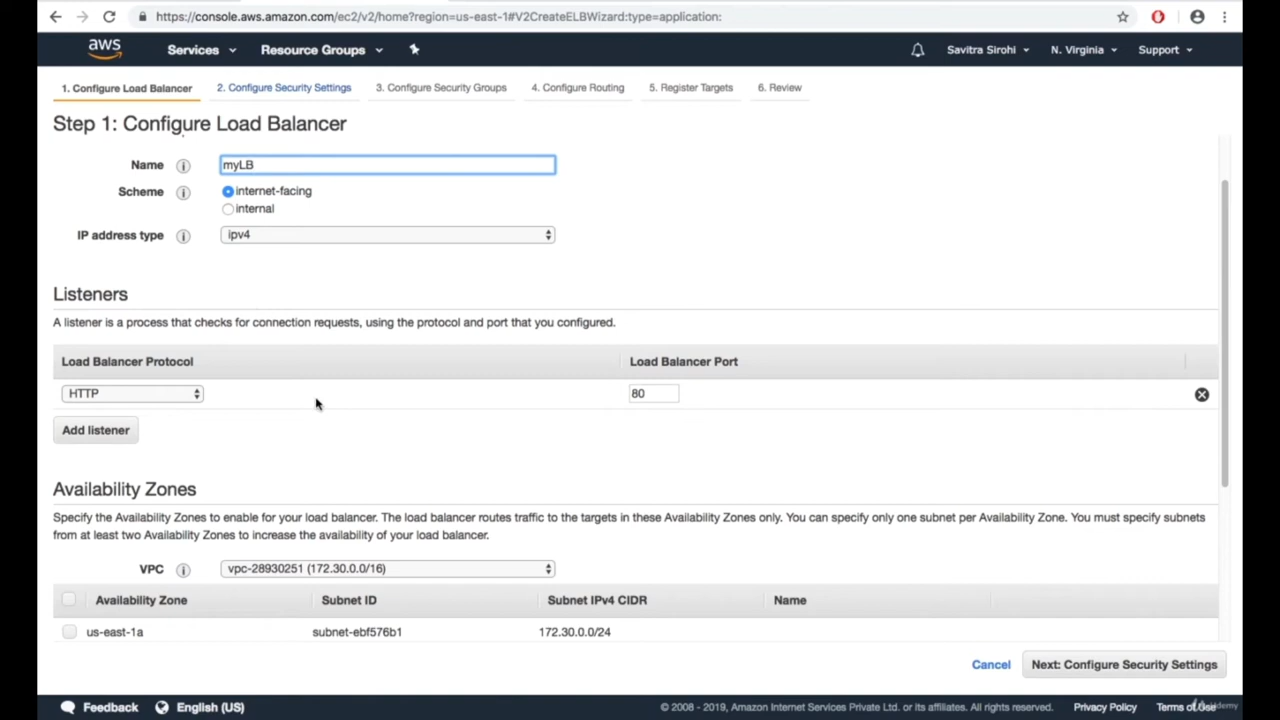 https://console.aws.amazon.com/ec2/v2/home?region=us-east-1#V2CreateELBWizard:type=application:
aws Services Resource Groups Savitra Sirohi N. Virginia Support
1. Configure Load Balancer 2. Configure Security Settings 3. Configure Security Groups 4. Configure Routing 5. Register Targets 6. Review
Step 1: Configure Load Balancer
Name i myLB
Scheme i internet-facing
internal
IP address type i ipv4
Listeners
A listener is a process that checks for connection requests, using the protocol and port that you configured.
Load Balancer Protocol Load Balancer Port
HTTP 80
Add listener
Availability Zones
Specify the Availability Zones to enable for your load balancer. The load balancer routes traffic to the targets in these Availability Zones only. You can specify only one subnet per Availability Zone. You must specify subnets
from at least two Availability Zones to increase the availability of your load balancer.
VPC i vpc-28930251 (172.30.0.0/16)
Availability Zone Subnet ID Subnet IPv4 CIDR Name
us-east-1a subnet-ebf576b1 172.30.0.0/24
Cancel Next: Configure Security Settings
Feedback English (US) © 2008 - 2019, Amazon Internet Services Private Ltd. or its affiliates. All rights reserved. Privacy Policy Terms of Use